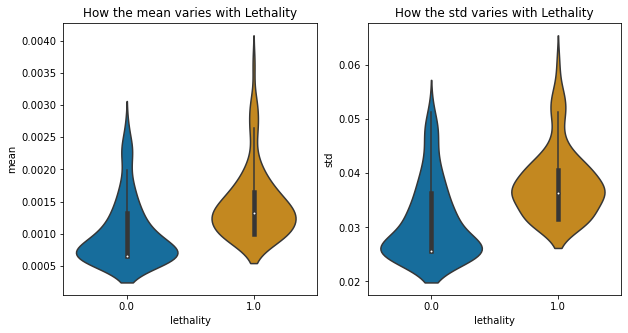 How the mean varies with Lethality
0.0040
0.0035
0.0030
0.0025
0.0020
0.0015
0.0010
0.0005
mean
0.0
1.0
lethality
How the std varies with Lethality
0.06
0.05
0.04
0.03
0.02
std
0.0
1.0
lethality